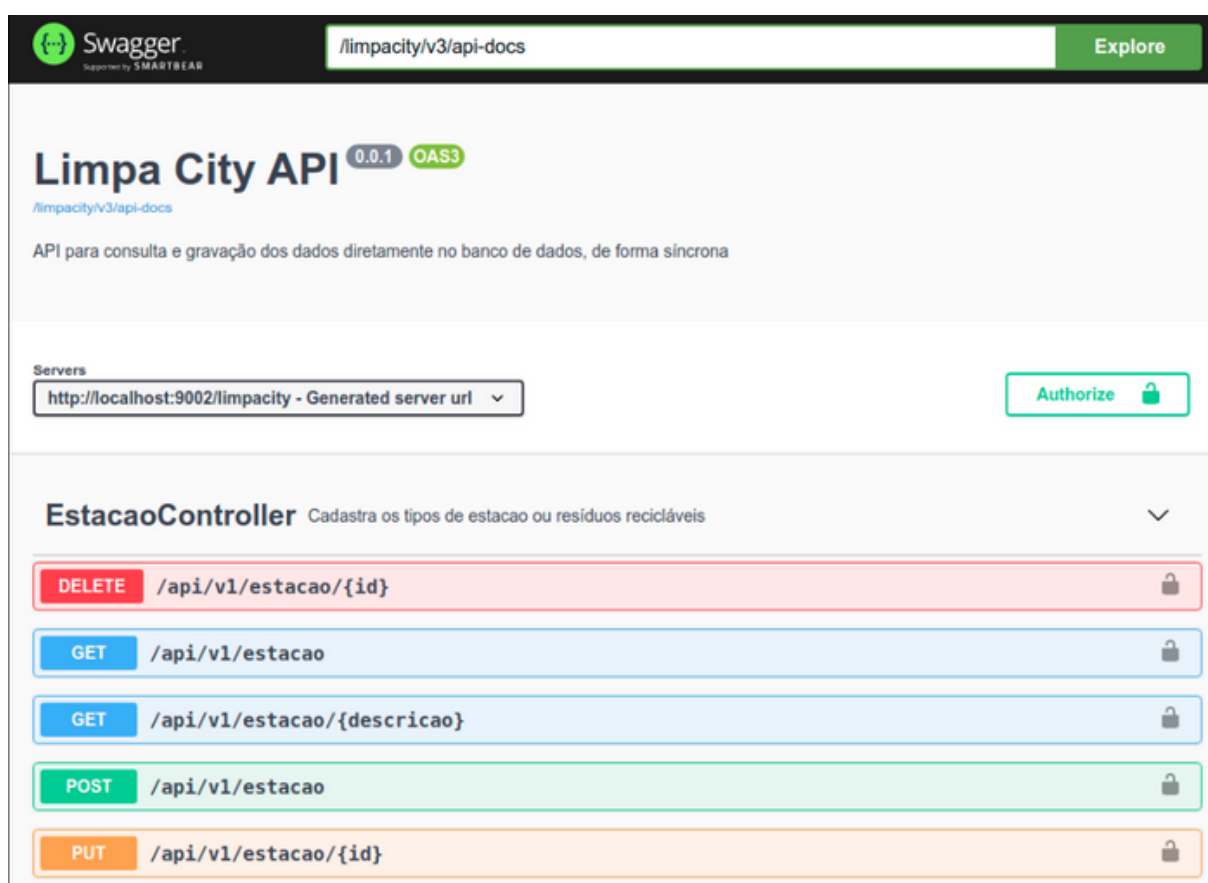 {···} Swagger.
Supported by SMARTBEAR
/limpacity/v3/api-docs
Explore
Limpa City API 0.0.1 OAS3
/limpacity/v3/api-docs
API para consulta e gravação dos dados diretamente no banco de dados, de forma síncrona
Servers
http://localhost:9002/limpacity - Generated server url
Authorize
EstacaoController Cadastra os tipos de estacao ou resíduos recicláveis
DELETE /api/v1/estacao/{id}
GET /api/v1/estacao
GET /api/v1/estacao/{descricao}
POST /api/v1/estacao
PUT /api/v1/estacao/{id}